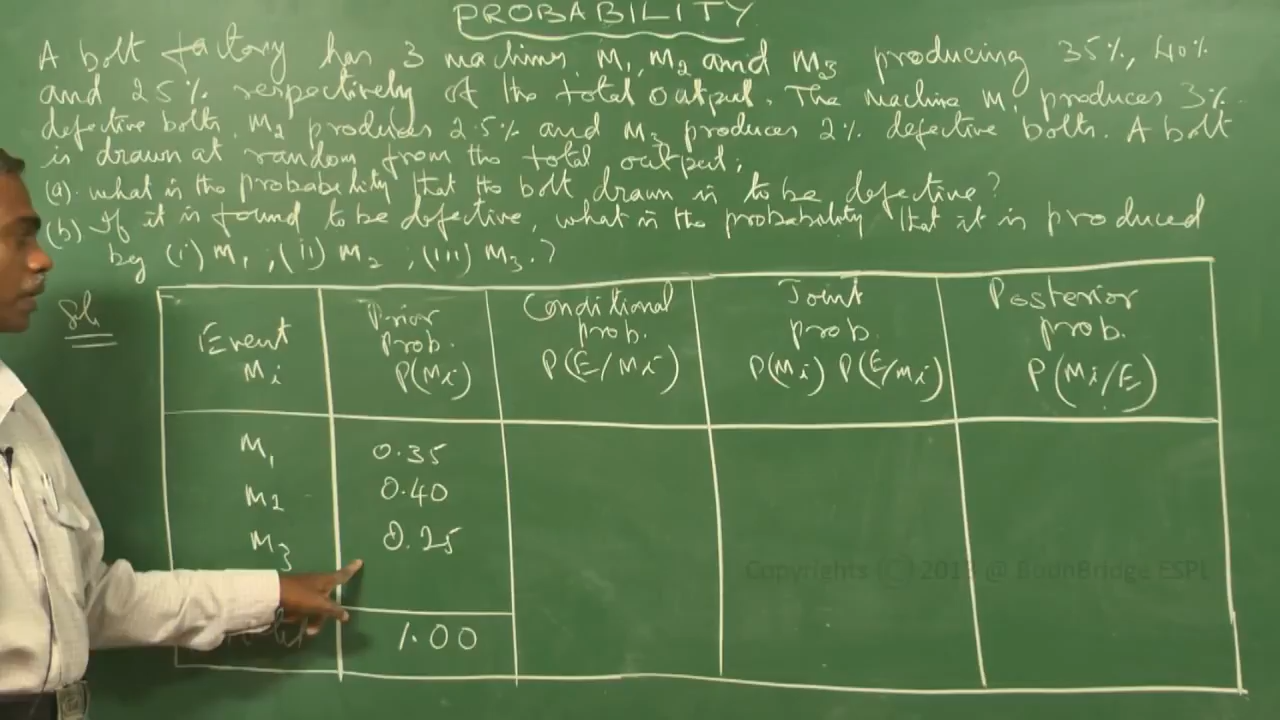 PROBABILITY
A bolt factory has 3 machines, M1, M2 and M3 producing 35%, 40%
and 25% respectively of the total output. The machine M1 produces 3%
defective bolts, M2 produces 2.5% and M3 produces 2% defective bolts. A bolt
is drawn at random from the total output;
(a). what is the probability that the bolt drawn is to be defective?
(b) If it is found to be defective, what is the probability that it is produced
by (i) M1; (ii) M2; (iii) M3.?
Sol:
Event Mi
Prior prob. P(Mi)
Conditional prob. P(E/Mi)
Joint prob. P(Mi) P(E/Mi)
Posterior prob. P(Mi/E)
M1 0.35
M2 0.40
M3 0.25
1.00
Copyrights (C) 201 @ BrainBridge ESPL